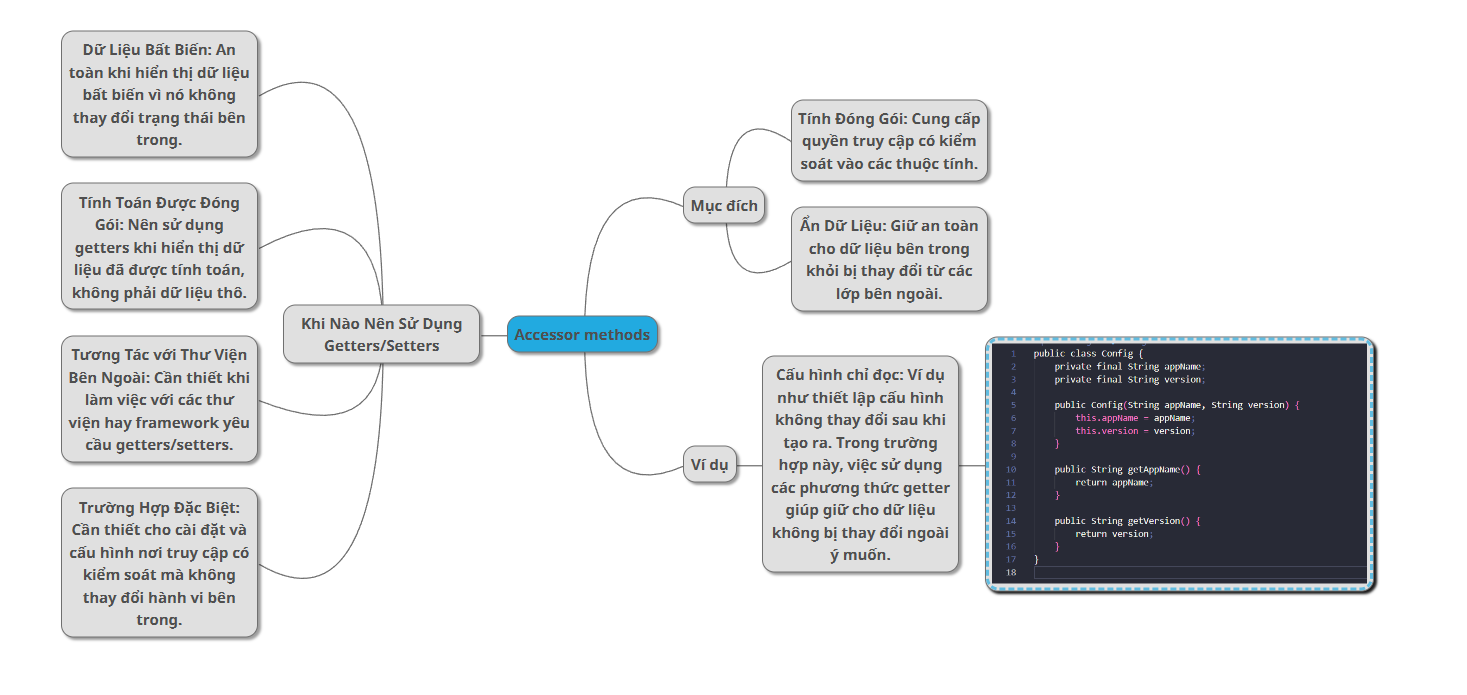 Accessor methods
Mục đích
Tính Đóng Gói: Cung cấp
quyền truy cập có kiểm
soát vào các thuộc tính.
Ẩn Dữ Liệu: Giữ an toàn
cho dữ liệu bên trong
khỏi bị thay đổi từ các
lớp bên ngoài.
Ví dụ
Cấu hình chỉ đọc: Ví dụ
như thiết lập cấu hình
không thay đổi sau khi
tạo ra. Trong trường
hợp này, việc sử dụng
các phương thức getter
giúp giữ cho dữ liệu
không bị thay đổi ngoài
ý muốn.
1 public class Config {
2 private final String appName;
3 private final String version;
4
5 public Config(String appName, String version) {
6 this.appName = appName;
7 this.version = version;
8 }
9
10 public String getAppName() {
11 return appName;
12 }
13
14 public String getVersion() {
15 return version;
16 }
17 }
18
Khi Nào Nên Sử Dụng
Getters/Setters
Dữ Liệu Bất Biến: An
toàn khi hiển thị dữ liệu
bất biến vì nó không
thay đổi trạng thái bên
trong.
Tính Toán Được Đóng
Gói: Nên sử dụng
getters khi hiển thị dữ
liệu đã được tính toán,
không phải dữ liệu thô.
Tương Tác với Thư Viện
Bên Ngoài: Cần thiết khi
làm việc với các thư
viện hay framework yêu
cầu getters/setters.
Trường Hợp Đặc Biệt:
Cần thiết cho cài đặt và
cấu hình nơi truy cập có
kiểm soát mà không
thay đổi hành vi bên
trong.